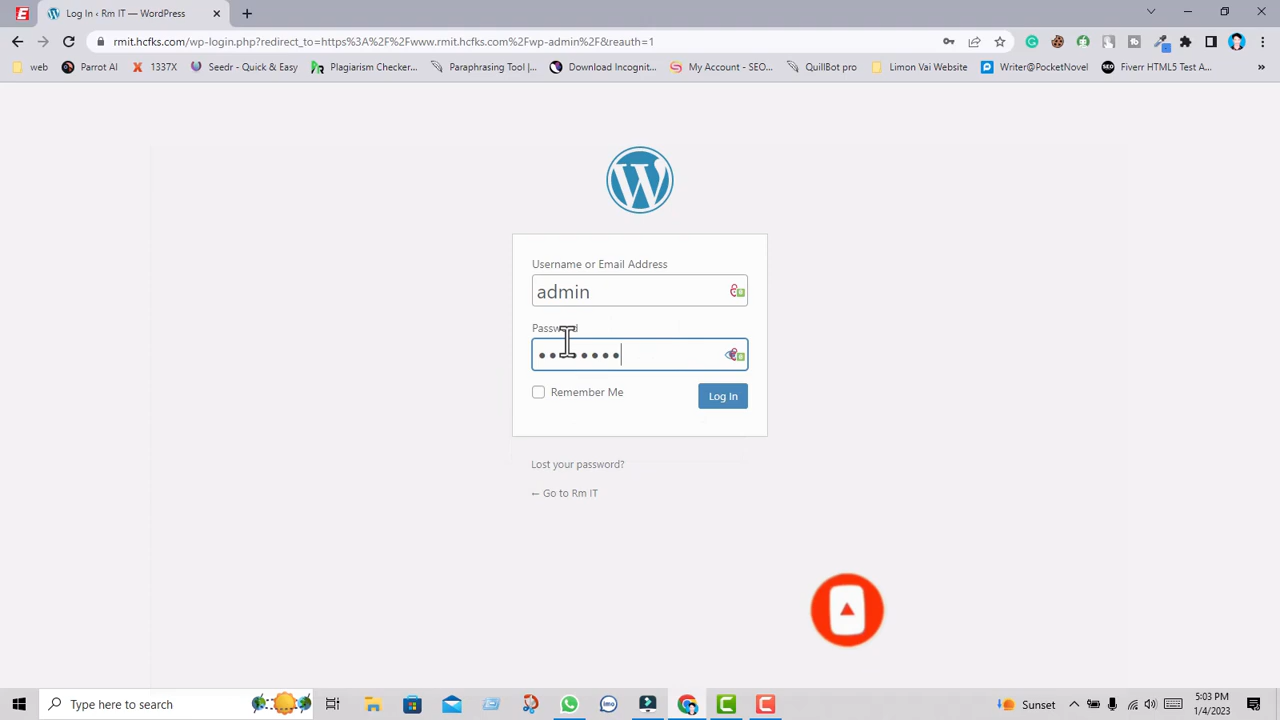 Log In ‹ Rm IT — WordPress
rmit.hcfks.com/wp-login.php?redirect_to=https%3A%2F%2Fwww.rmit.hcfks.com%2Fwp-admin%2F&reauth=1
web
Parrot AI
1337X
Seedr - Quick & Easy
Plagiarism Checker...
Paraphrasing Tool |...
Download Incognit...
My Account - SEO...
QuillBot pro
Limon Vai Website
Writer@PocketNovel
Fiverr HTML5 Test A...
Username or Email Address
admin
Password
Remember Me
Log In
Lost your password?
← Go to Rm IT
Type here to search
Sunset
5:03 PM
1/4/2023